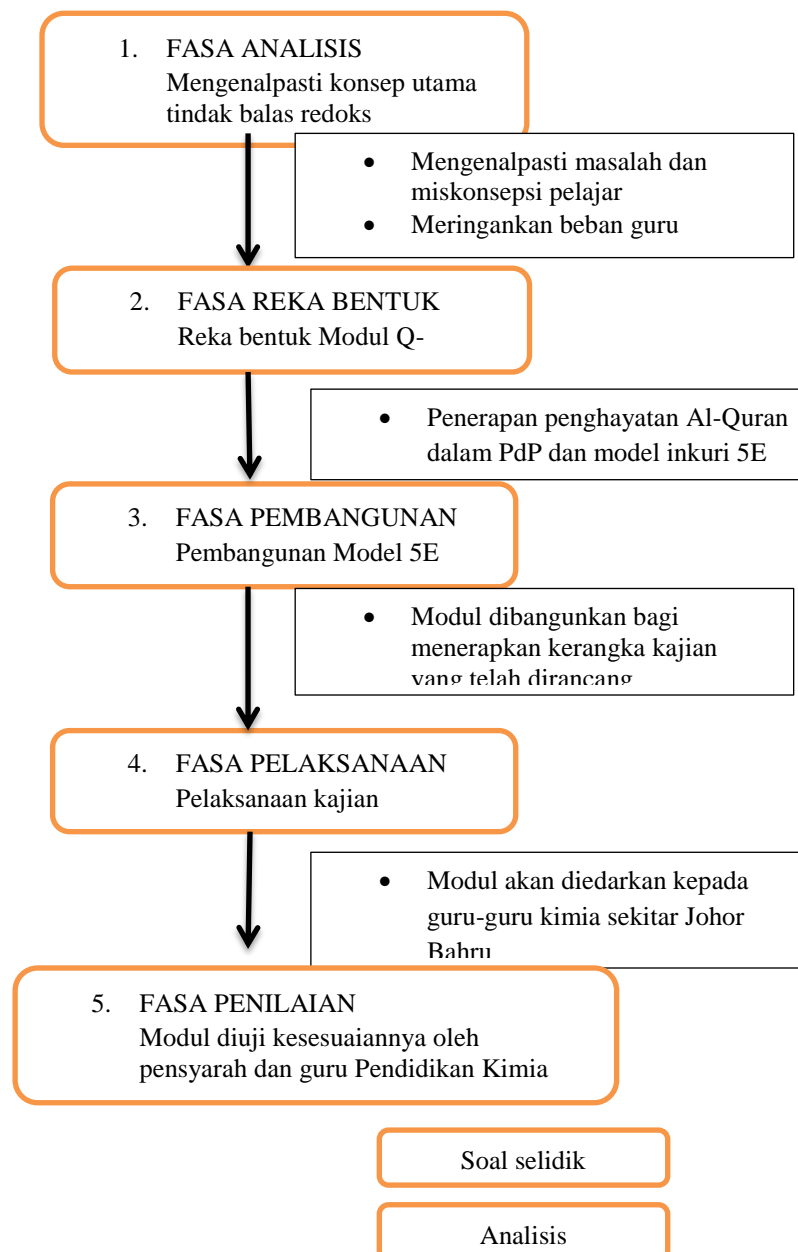 1. FASA ANALISIS
Mengenalpasti konsep utama
tindak balas redoks
• Mengenalpasti masalah dan
miskonsepsi pelajar
• Meringankan beban guru
2. FASA REKA BENTUK
Reka bentuk Modul Q-
• Penerapan penghayatan Al-Quran
dalam PdP dan model inkuri 5E
3. FASA PEMBANGUNAN
Pembangunan Model 5E
• Modul dibangunkan bagi
menerapkan kerangka kajian
yang telah dirancang
4. FASA PELAKSANAAN
Pelaksanaan kajian
• Modul akan diedarkan kepada
guru-guru kimia sekitar Johor
Bahru
5. FASA PENILAIAN
Modul diuji kesesuaiannya oleh
pensyarah dan guru Pendidikan Kimia
Soal selidik
Analisis